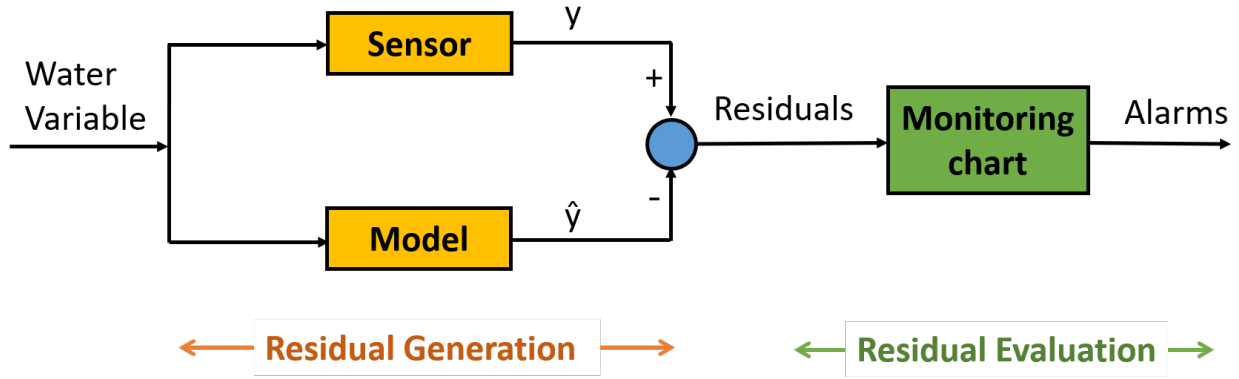 Water
Variable
Sensor
y
+
Model
ŷ
-
Residuals
Monitoring
chart
Alarms
Residual Generation
Residual Evaluation